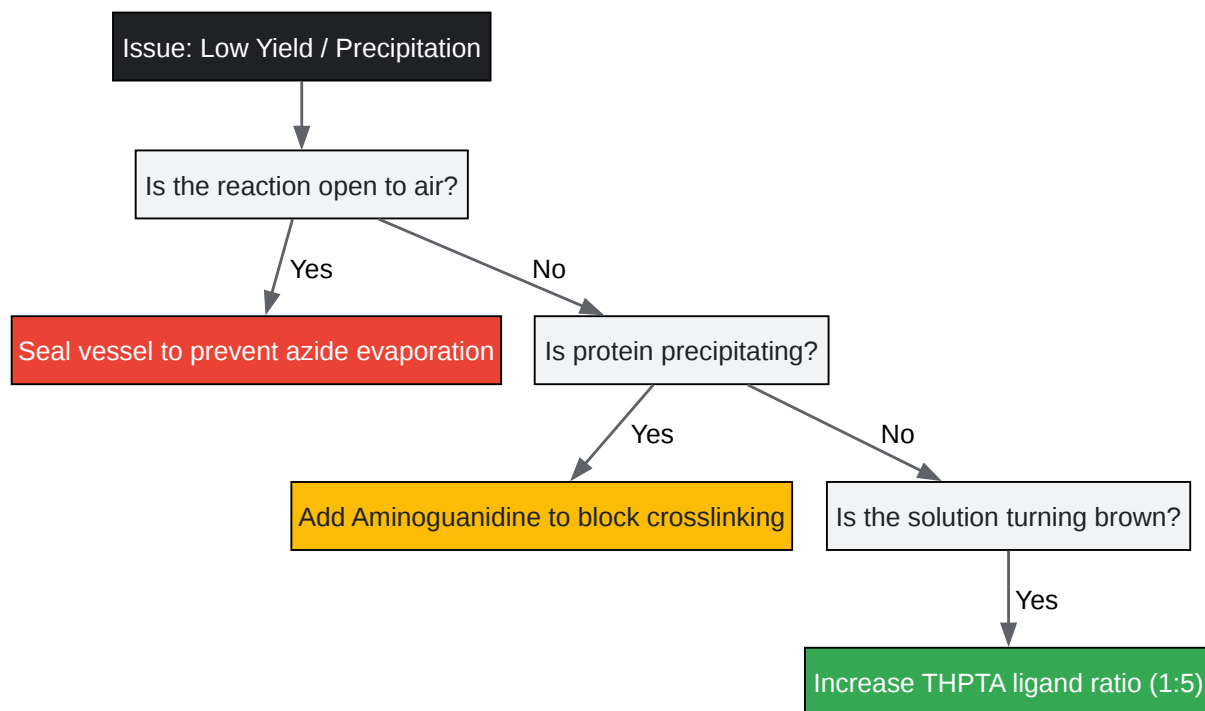 Issue: Low Yield / Precipitation
Is the reaction open to air?
Yes
No
Seal vessel to prevent azide evaporation
Is protein precipitating?
Yes
No
Add Aminoguanidine to block crosslinking
Is the solution turning brown?
Yes
Increase THPTA ligand ratio (1:5)